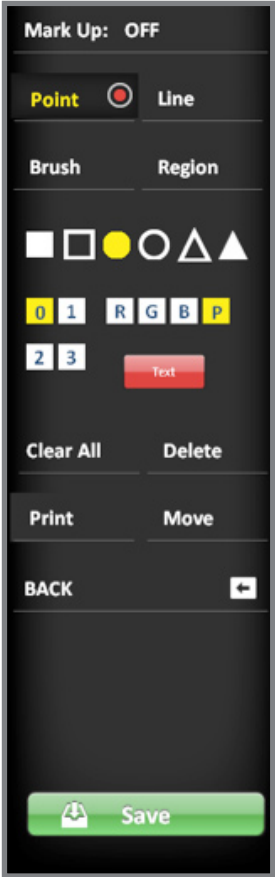 Mark Up: OFF
Point Line
Brush Region
0 1 R G B P
2 3 Text
Clear All Delete
Print Move
BACK
Save